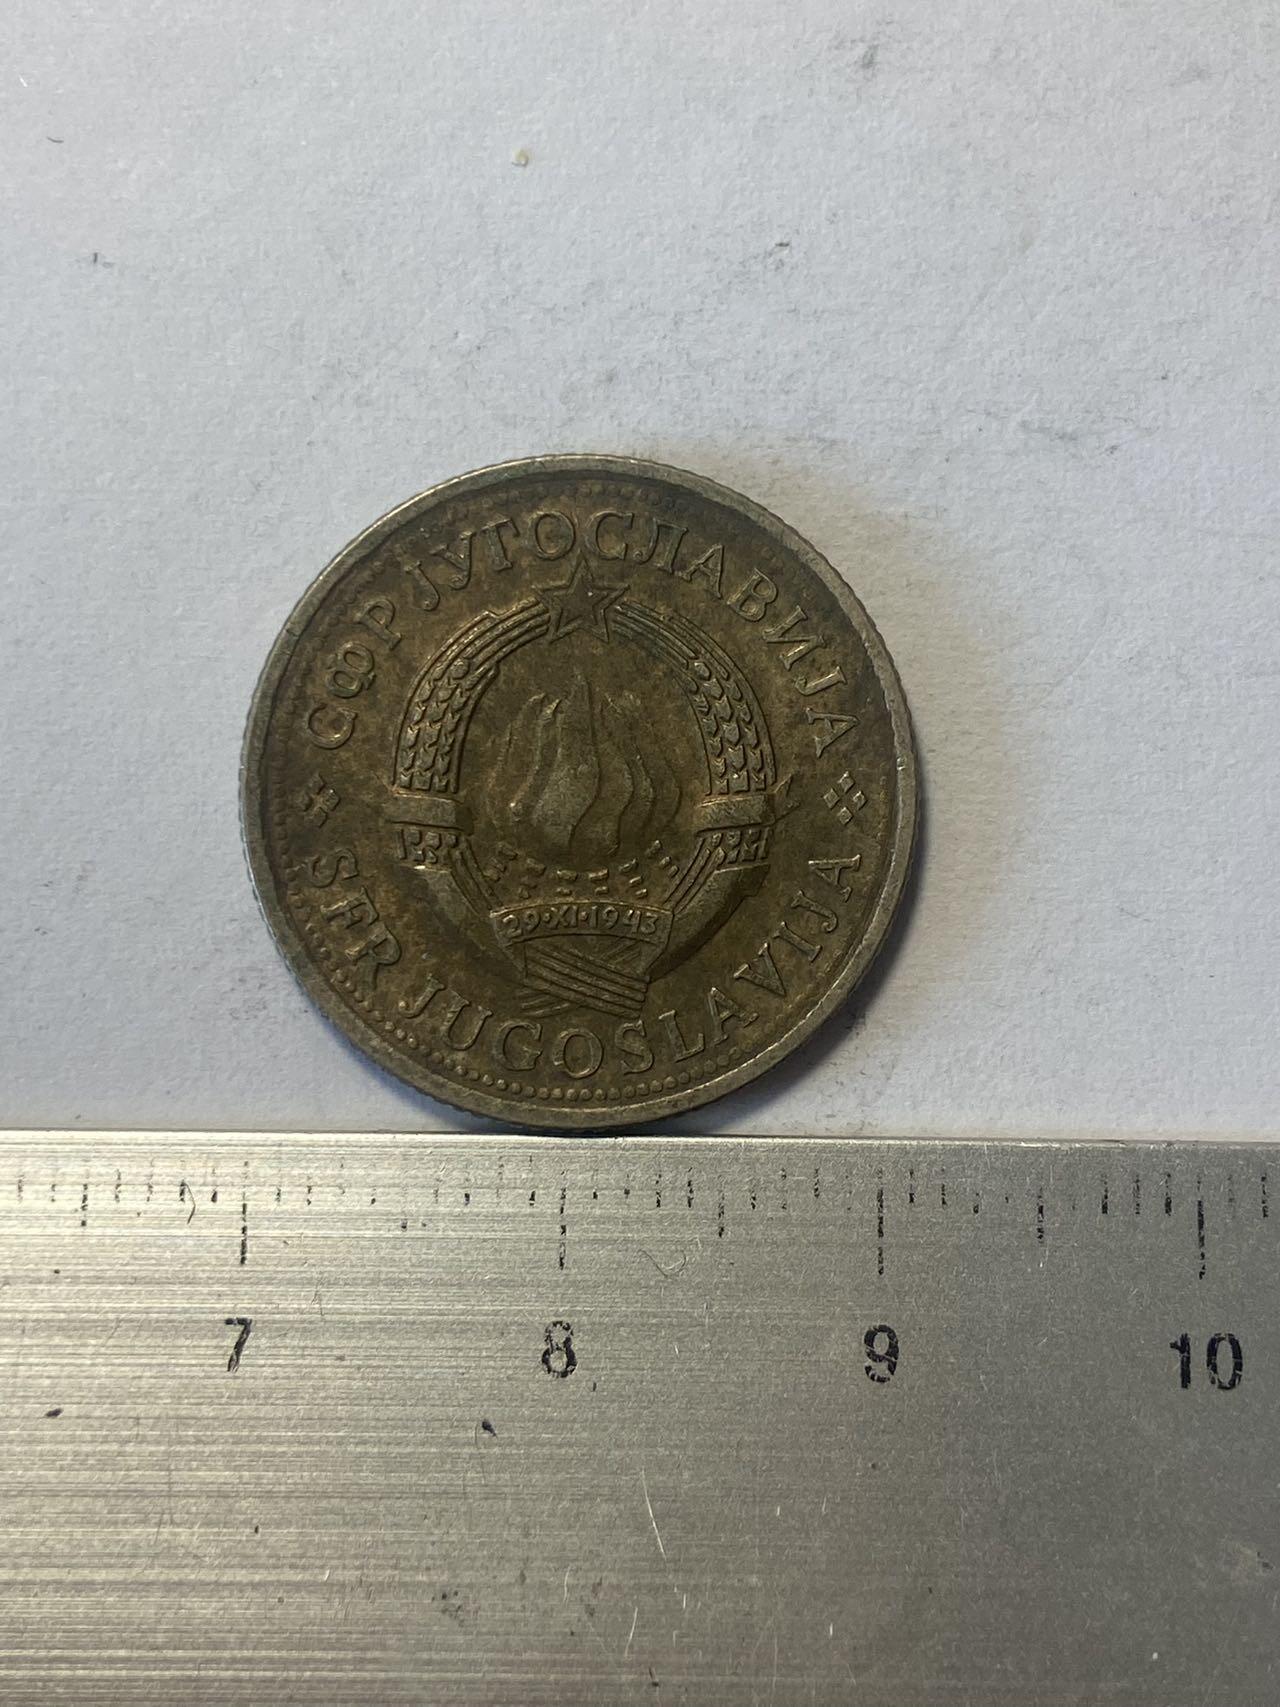 СФР ЈУГОСЛАВИЈА
SFR JUGOSLAVIJA
29·XI·1943
7 8 9 10